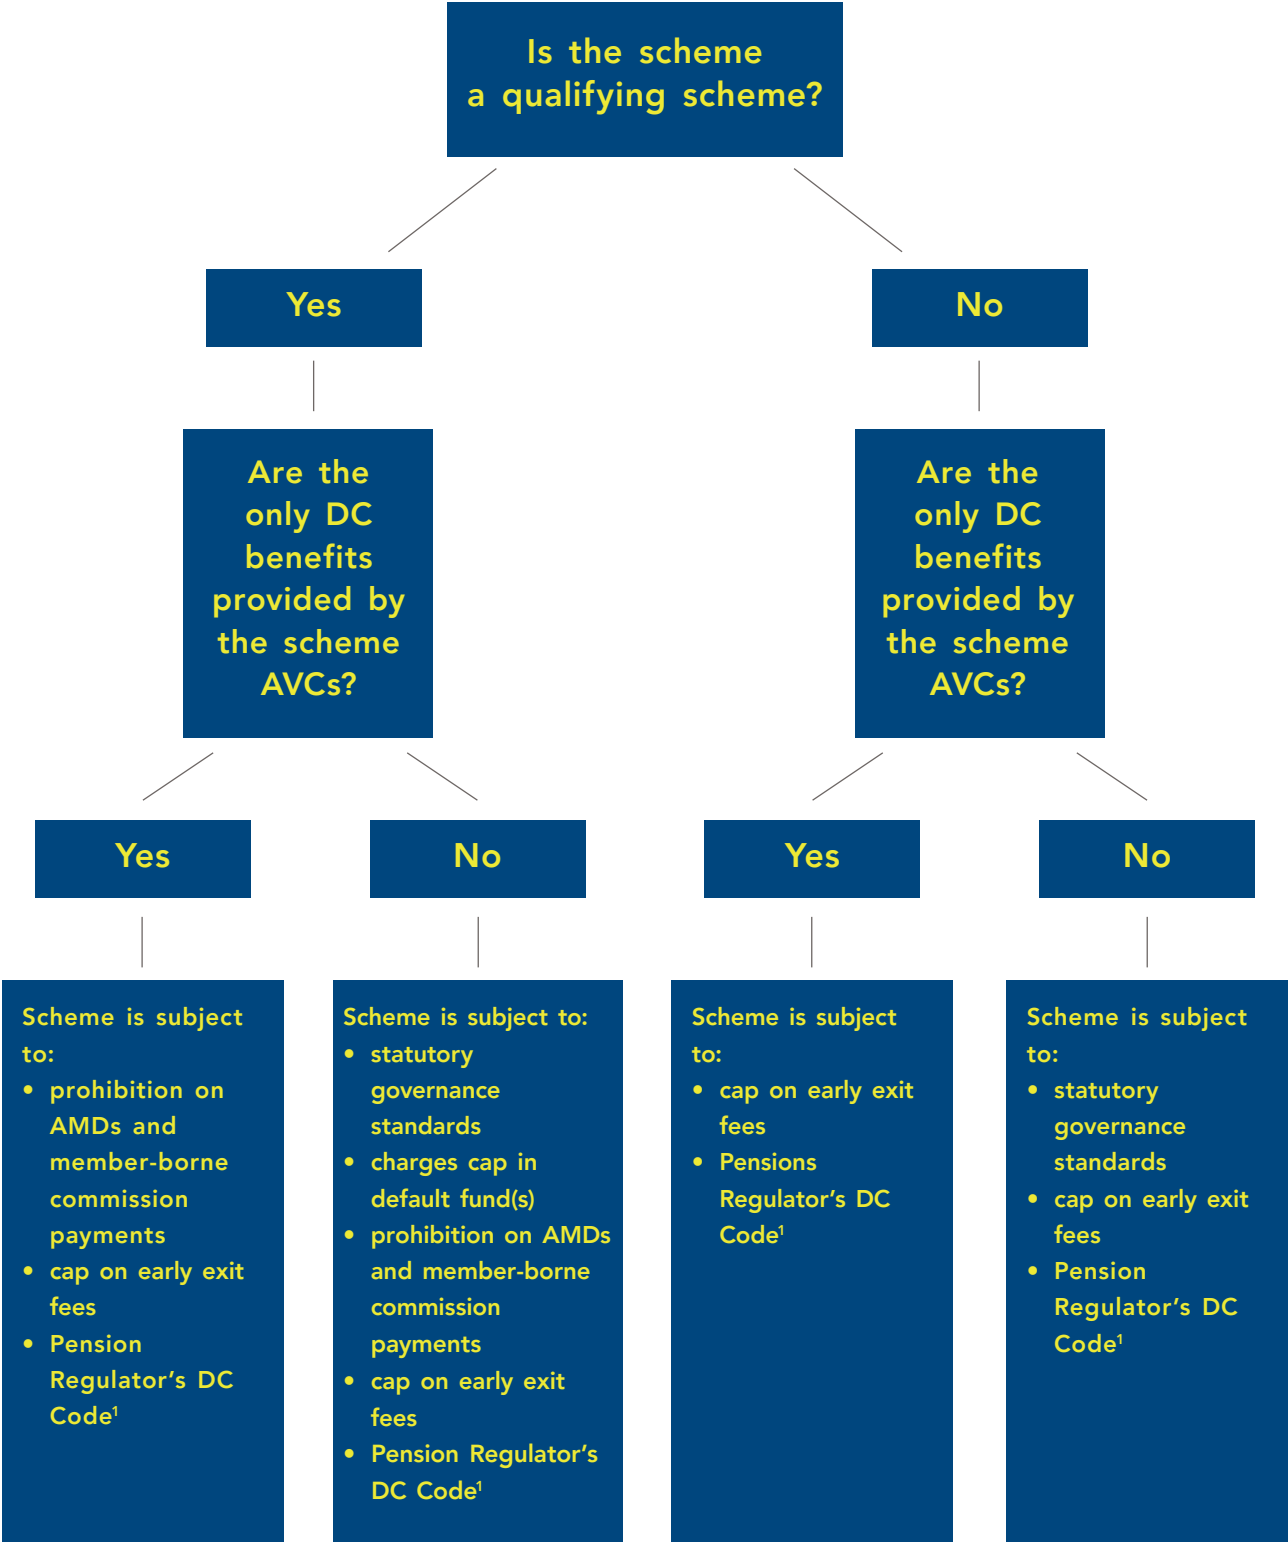 Is the scheme
a qualifying scheme?
Yes
No
Are the
only DC
benefits
provided by
the scheme
AVCs?
Are the
only DC
benefits
provided by
the scheme
AVCs?
Yes
No
Yes
No
Scheme is subject
to:
• prohibition on
AMDs and
member-borne
commission
payments
• cap on early exit
fees
• Pension
Regulator’s DC
Code¹
Scheme is subject to:
• statutory
governance
standards
• charges cap in
default fund(s)
• prohibition on AMDs
and member-borne
commission
payments
• cap on early exit
fees
• Pension Regulator’s
DC Code¹
Scheme is subject
to:
• cap on early exit
fees
• Pensions
Regulator’s DC
Code¹
Scheme is subject
to:
• statutory
governance
standards
• cap on early exit
fees
• Pension
Regulator’s DC
Code¹